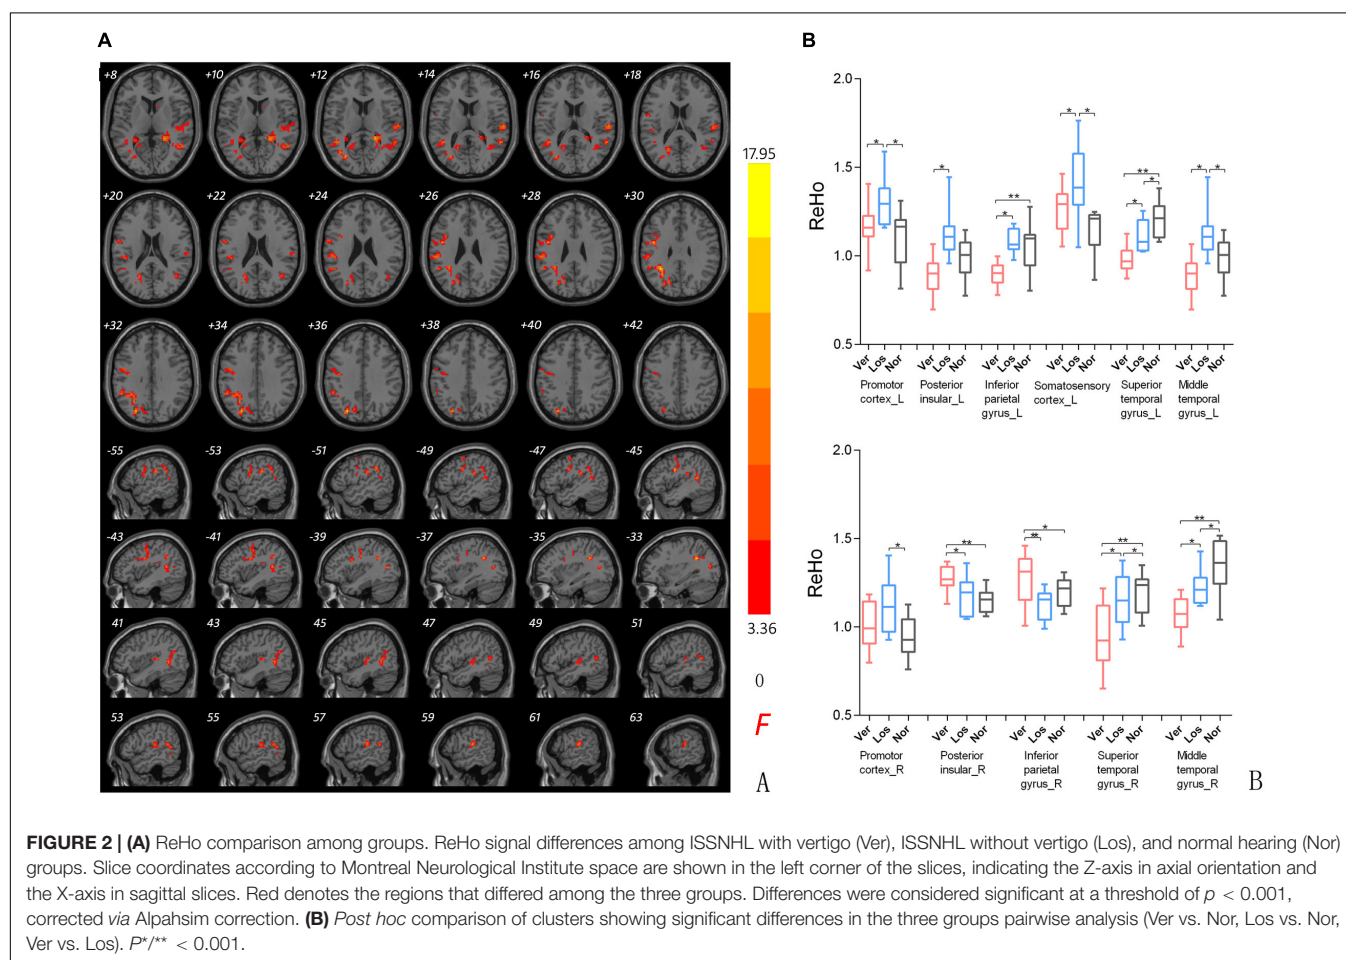 A
B
+8 +10 +12 +14 +16 +18
+20 +22 +24 +26 +28 +30
+32 +34 +36 +38 +40 +42
-55 -53 -51 -49 -47 -45
-43 -41 -39 -37 -35 -33
41 43 45 47 49 51
53 55 57 59 61 63
17.95
3.36
0
F
A
2.0
1.5
1.0
0.5
ReHo
* * * * ** * * ** * * * *
Ver Los Nor Ver Los Nor Ver Los Nor Ver Los Nor Ver Los Nor Ver Los Nor
Promotor cortex_L
Posterior insular_L
Inferior parietal gyrus_L
Somatosensory cortex_L
Superior temporal gyrus_L
Middle temporal gyrus_L
2.0
1.5
1.0
0.5
ReHo
* ** * * ** ** * * ** * *
Ver Los Nor Ver Los Nor Ver Los Nor Ver Los Nor Ver Los Nor
Promotor cortex_R
Posterior insular_R
Inferior parietal gyrus_R
Superior temporal gyrus_R
Middle temporal gyrus_R
B
FIGURE 2 | (A) ReHo comparison among groups. ReHo signal differences among ISSNHL with vertigo (Ver), ISSNHL without vertigo (Los), and normal hearing (Nor)
groups. Slice coordinates according to Montreal Neurological Institute space are shown in the left corner of the slices, indicating the Z-axis in axial orientation and
the X-axis in sagittal slices. Red denotes the regions that differed among the three groups. Differences were considered significant at a threshold of p < 0.001,
corrected via Alpahsim correction. (B) Post hoc comparison of clusters showing significant differences in the three groups pairwise analysis (Ver vs. Nor, Los vs. Nor,
Ver vs. Los). P*/** < 0.001.